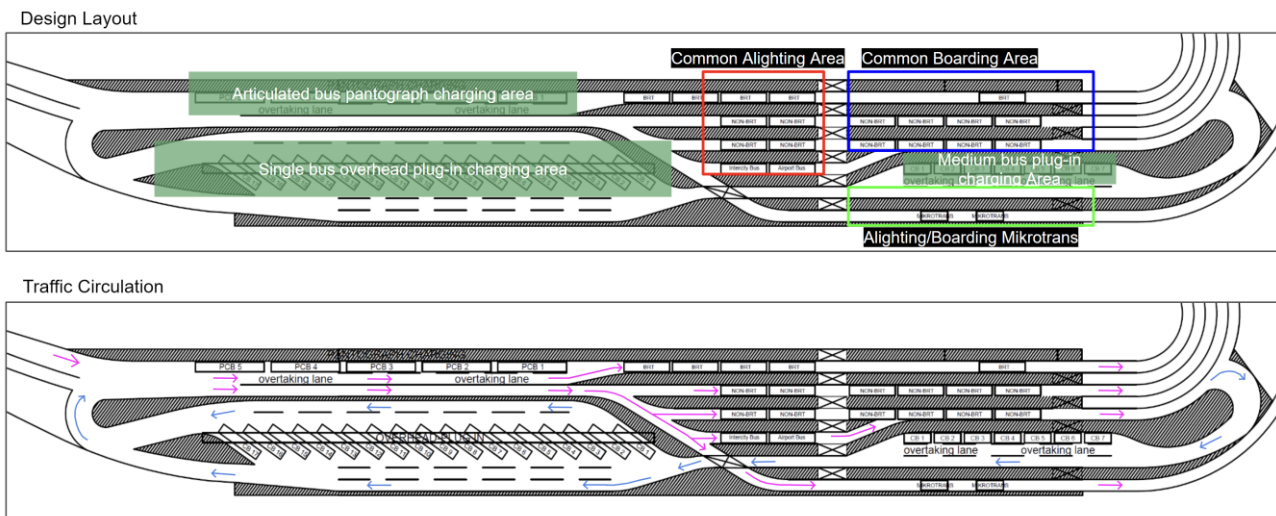 Design Layout
Common Alighting Area
Common Boarding Area
Articulated bus pantograph charging area
overtaking lane
overtaking lane
BRT
BRT
BRT
BRT
BRT
NON-BRT
NON-BRT
NON-BRT
NON-BRT
NON-BRT
NON-BRT
NON-BRT
NON-BRT
NON-BRT
NON-BRT
NON-BRT
NON-BRT
Single bus overhead plug-In charging area
Intercity Bus
Airport Bus
Medium bus plug-in
charging Area
overtaking lane
overtaking lane
MIKROTRANS
MIKROTRANS
Alighting/Boarding Mikrotrans
Traffic Circulation
PANTOGRAPH CHARGING
PCB 5
PCB 4
PCB 3
PCB 2
PCB 1
BRT
BRT
BRT
BRT
BRT
overtaking lane
overtaking lane
NON-BRT
NON-BRT
NON-BRT
NON-BRT
NON-BRT
NON-BRT
NON-BRT
NON-BRT
NON-BRT
NON-BRT
NON-BRT
NON-BRT
OVERHEAD PLUG IN
Intercity Bus
Airport Bus
CB 1
CB 2
CB 3
CB 4
CB 5
CB 6
CB 7
overtaking lane
overtaking lane
MIKROTRANS
MIKROTRANS